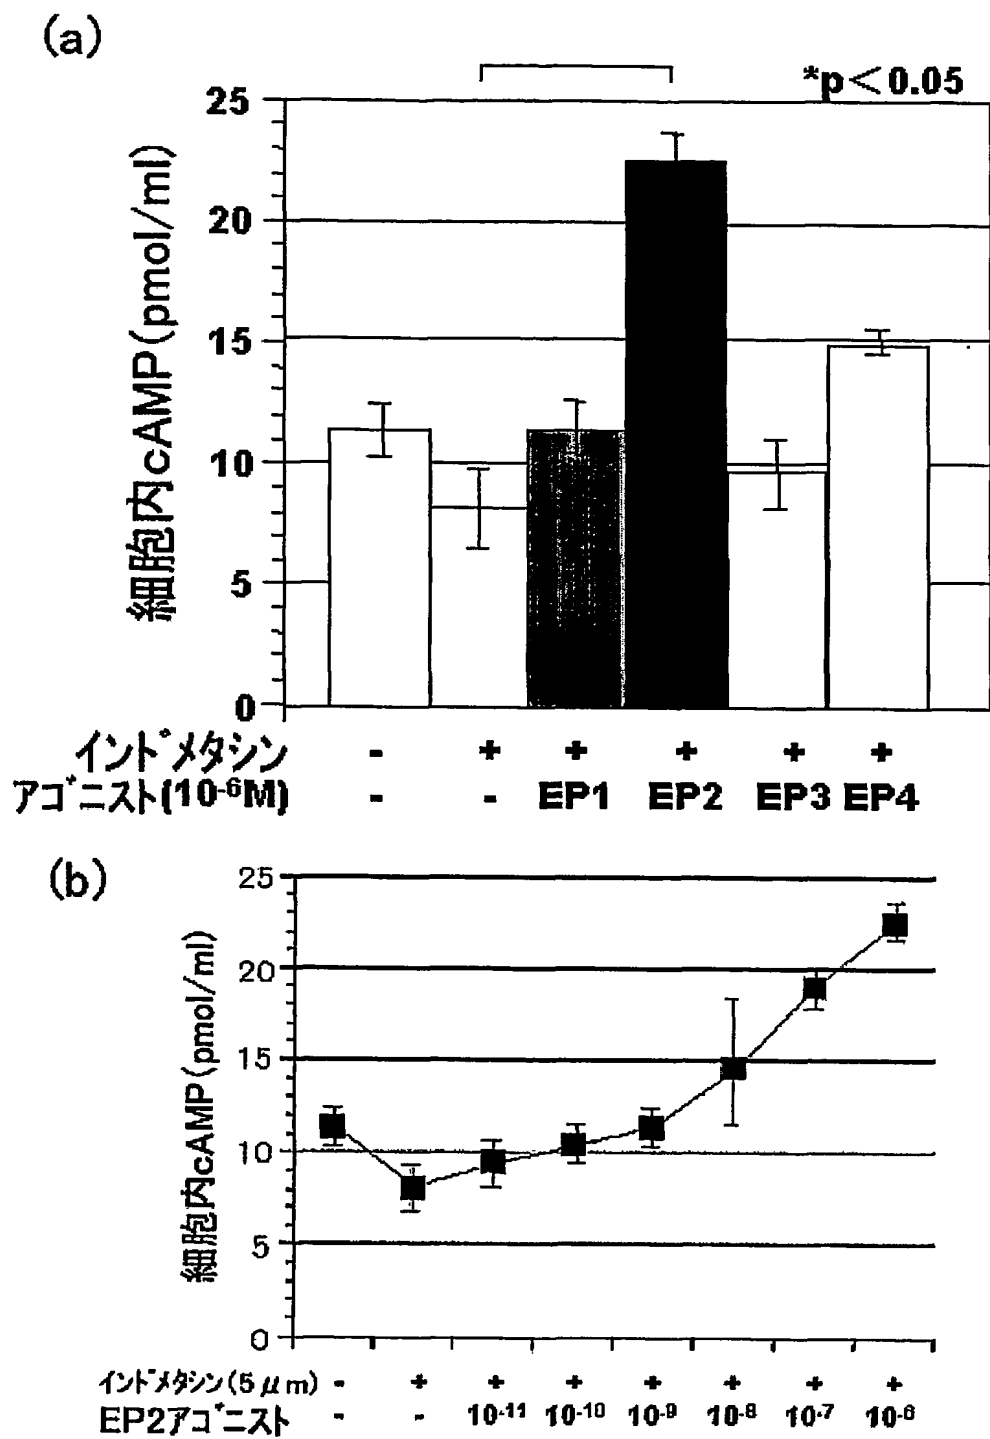 (a)
*p<0.05
細胞内cAMP(pmol/ml)
25
20
15
10
5
0
インドメタシン - + + + + +
アゴニスト(10-6M) - - EP1 EP2 EP3 EP4
(b)
細胞内cAMP(pmol/ml)
25
20
15
10
5
0
インドメタシン(5μm) - + + + + + + +
EP2アゴニスト - - 10-11 10-10 10-9 10-8 10-7 10-6